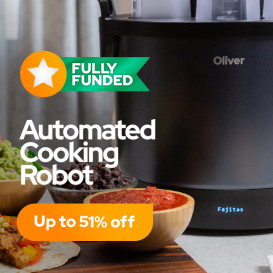 Oliver
FULLY
FUNDED
Automated
Cooking
Robot
Up to 51% off
Fajitas